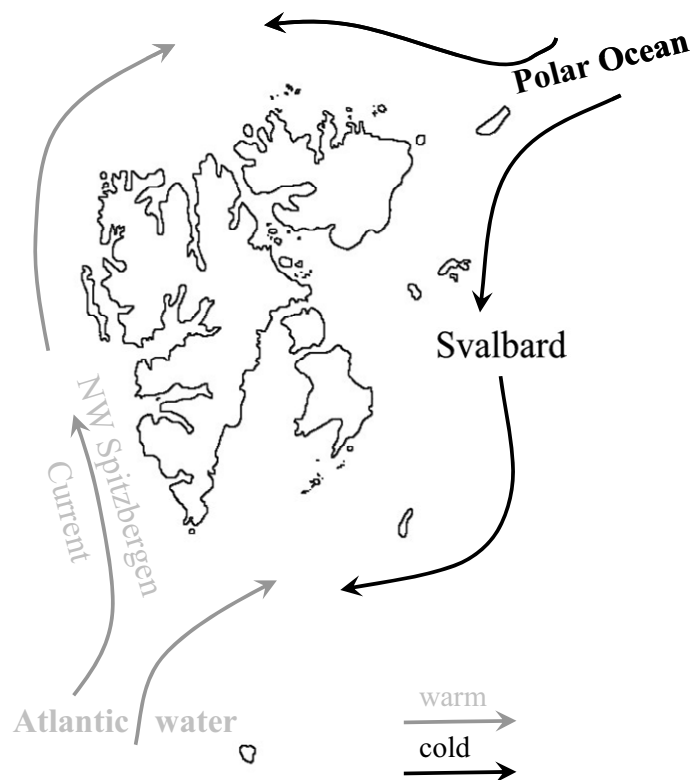 Polar Ocean
Svalbard
NW Spitzbergen
Current
Atlantic water
warm
cold